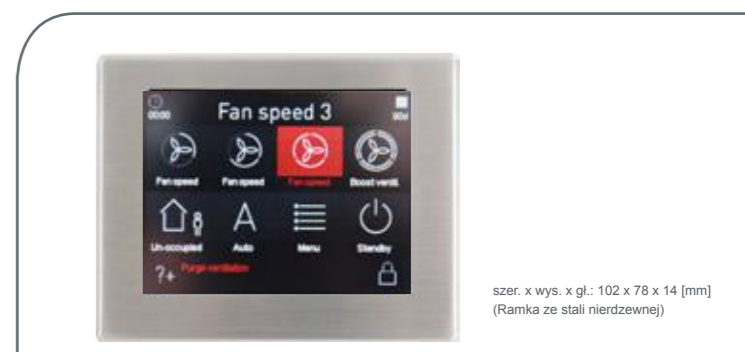 00:00
Fan speed 3
Fan speed
Fan speed
Fan speed
Boost ventil.
Un-occupied
Auto
Menu
Standby
?+
Purge-ventilation
szer. x wys. x gł.: 102 x 78 x 14 [mm]
(Ramka ze stali nierdzewnej)